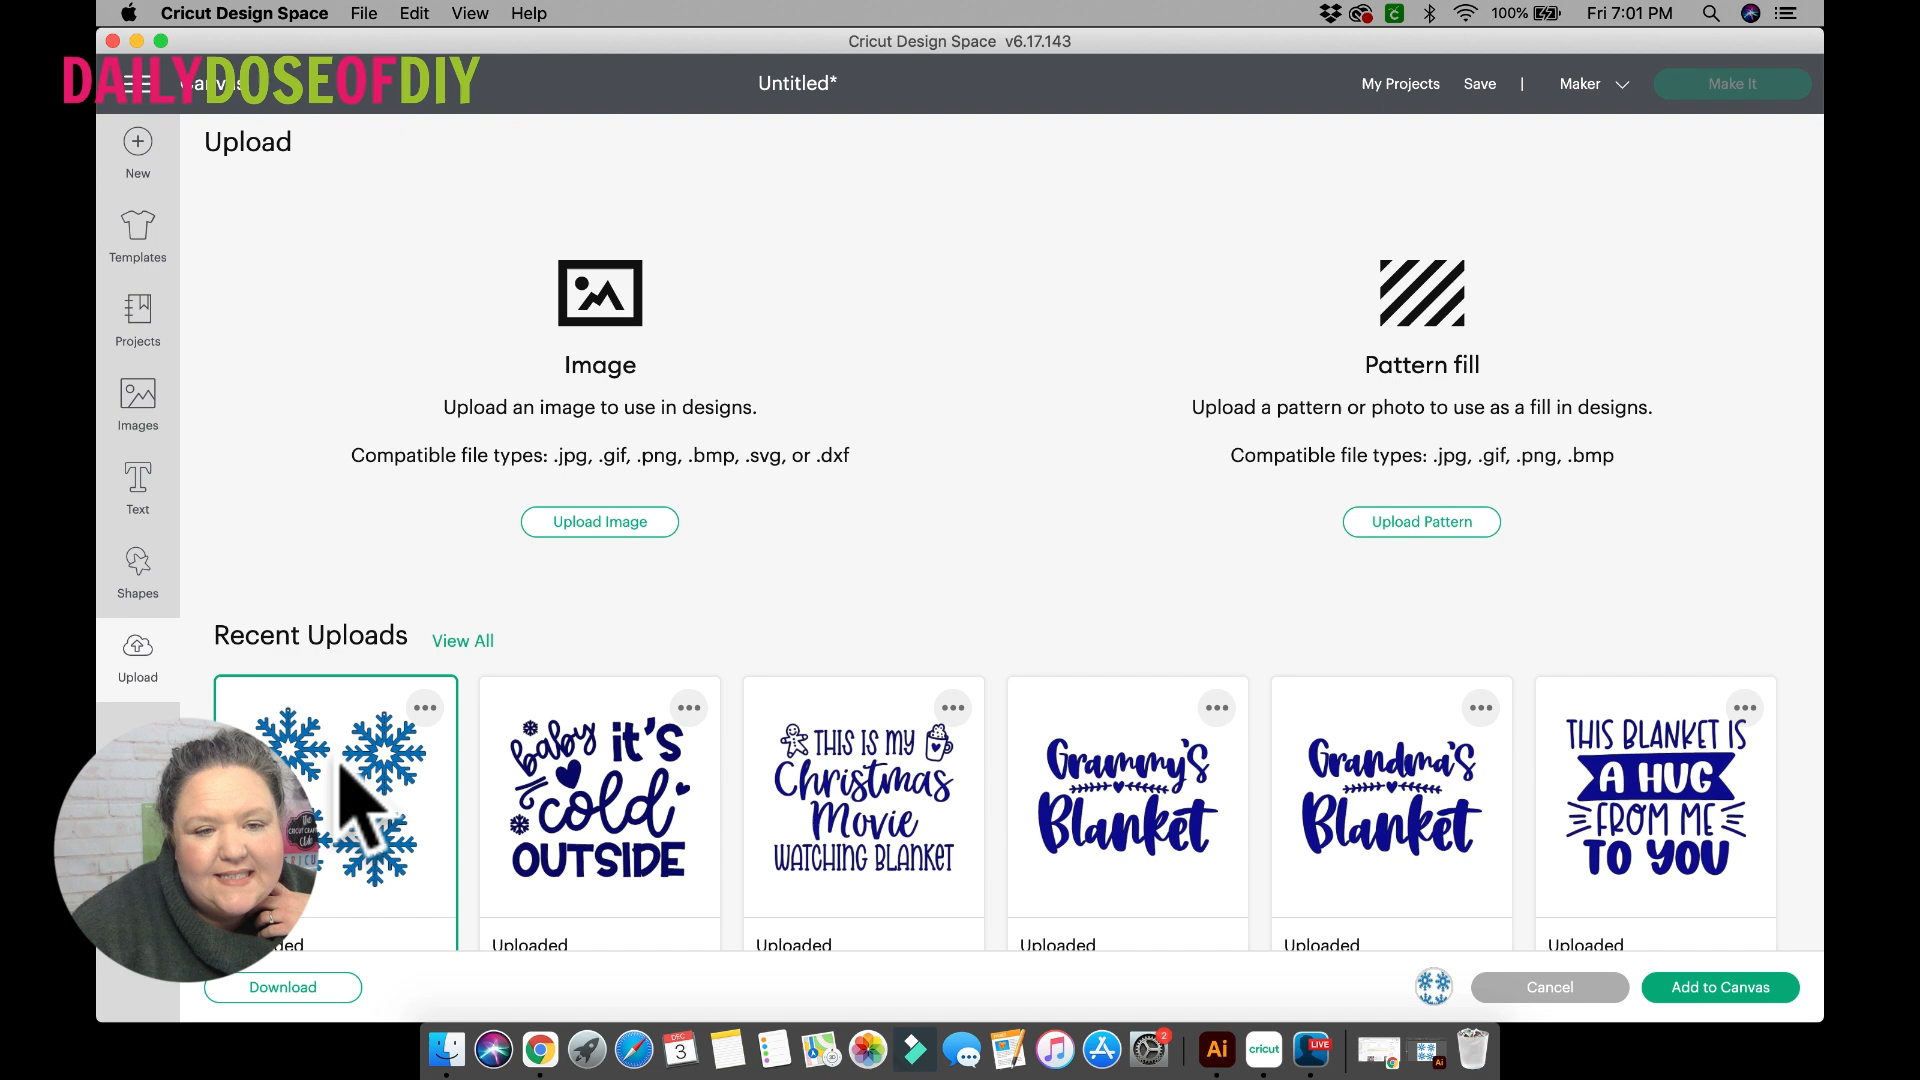 Cricut Design Space File Edit View Help 100% Fri 7:01 PM
Cricut Design Space v6.17.143
DAILYDOSEOFDIY
Canvas Untitled* My Projects Save | Maker Make It
Upload
New
Templates
Projects
Images
Text
Shapes
Upload
Image
Upload an image to use in designs.
Compatible file types: .jpg, .gif, .png, .bmp, .svg, or .dxf
Upload Image
Pattern fill
Upload a pattern or photo to use as a fill in designs.
Compatible file types: .jpg, .gif, .png, .bmp
Upload Pattern
Recent Uploads View All
baby it's
cold
OUTSIDE
THIS IS MY
Christmas
Movie
WATCHING BLANKET
Grammy's
Blanket
Grandma's
Blanket
THIS BLANKET IS
A HUG
FROM ME
TO YOU
Uploaded Uploaded Uploaded Uploaded Uploaded
Download Cancel Add to Canvas
DEC
3
2
Ai
cricut
LIVE